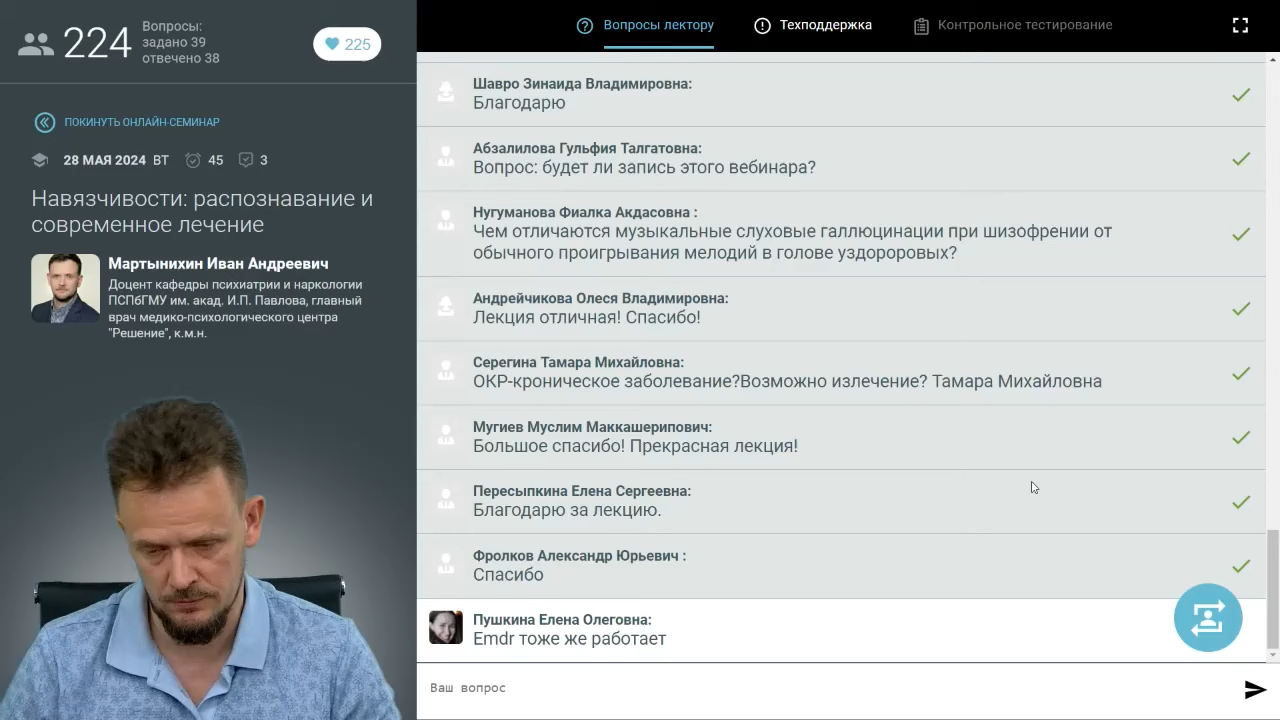 224
Вопросы:
задано 39
отвечено 38
225
ПОКИНУТЬ ОНЛАЙН-СЕМИНАР
28 МАЯ 2024 ВТ 45 3
Навязчивости: распознавание и
современное лечение
Мартынихин Иван Андреевич
Доцент кафедры психиатрии и наркологии
ПСПбГМУ им. акад. И.П. Павлова, главный
врач медико-психологического центра
"Решение", к.м.н.
Вопросы лектору Техподдержка Контрольное тестирование
Шавро Зинаида Владимировна:
Благодарю
Абзалилова Гульфия Талгатовна:
Вопрос: будет ли запись этого вебинара?
Нугуманова Фиалка Акдасовна :
Чем отличаются музыкальные слуховые галлюцинации при шизофрении от
обычного проигрывания мелодий в голове уздороровых?
Андрейчикова Олеся Владимировна:
Лекция отличная! Спасибо!
Серегина Тамара Михайловна:
ОКР-кроническое заболевание?Возможно излечение? Тамара Михайловна
Мугиев Муслим Маккашерипович:
Большое спасибо! Прекрасная лекция!
Пересыпкина Елена Сергеевна:
Благодарю за лекцию.
Фролков Александр Юрьевич :
Спасибо
Пушкина Елена Олеговна:
Emdr тоже же работает
Ваш вопрос